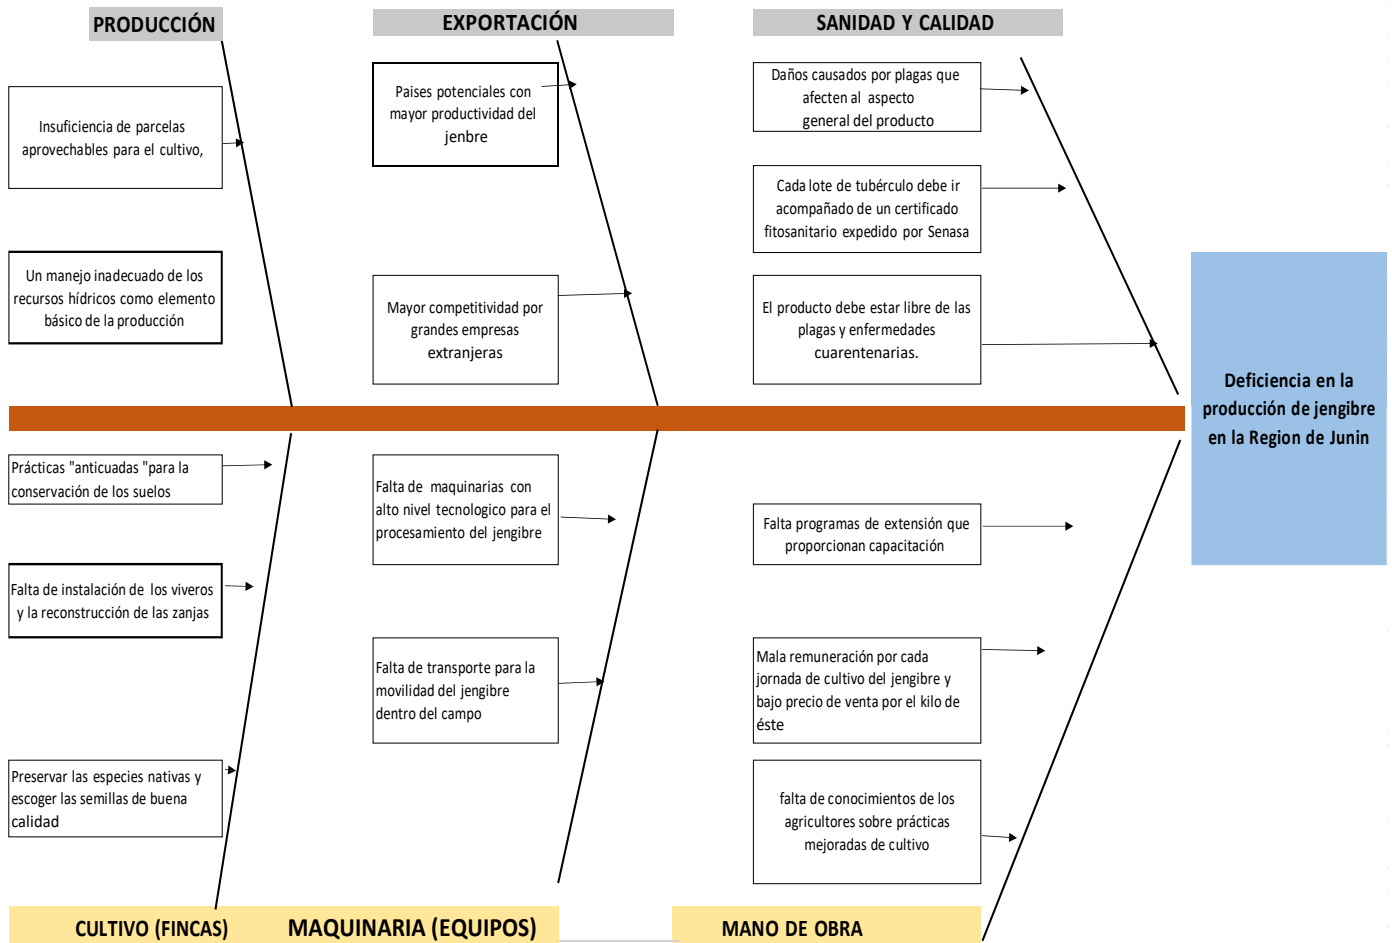 PRODUCCIÓN
EXPORTACIÓN
SANIDAD Y CALIDAD
Insuficiencia de parcelas
aprovechables para el cultivo,
Un manejo inadecuado de los
recursos hídricos como elemento
básico de la producción
Paises potenciales con
mayor productividad del
jenbre
Mayor competitividad por
grandes empresas
extranjeras
Daños causados por plagas que
afecten al aspecto
general del producto
Cada lote de tubérculo debe ir
acompañado de un certificado
fitosanitario expedido por Senasa
El producto debe estar libre de las
plagas y enfermedades
cuarentenarias.
Deficiencia en la
producción de jengibre
en la Region de Junin
Prácticas "anticuadas "para la
conservación de los suelos
Falta de instalación de los viveros
y la reconstrucción de las zanjas
Preservar las especies nativas y
escoger las semillas de buena
calidad
Falta de maquinarias con
alto nivel tecnologico para el
procesamiento del jengibre
Falta de transporte para la
movilidad del jengibre
dentro del campo
Falta programas de extensión que
proporcionan capacitación
Mala remuneración por cada
jornada de cultivo del jengibre y
bajo precio de venta por el kilo de
éste
falta de conocimientos de los
agricultores sobre prácticas
mejoradas de cultivo
CULTIVO (FINCAS)
MAQUINARIA (EQUIPOS)
MANO DE OBRA